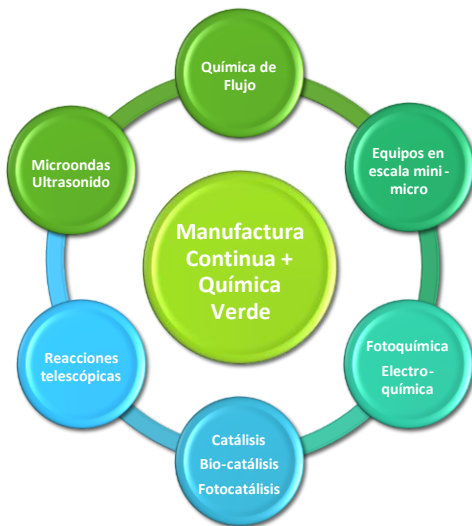 Química de
Flujo
Equipos en
escala mini-
micro
Fotoquímica
Electro-
química
Catálisis
Bio-catálisis
Fotocatálisis
Reacciones
telescópicas
Microondas
Ultrasonido
Manufactura
Continua +
Química
Verde